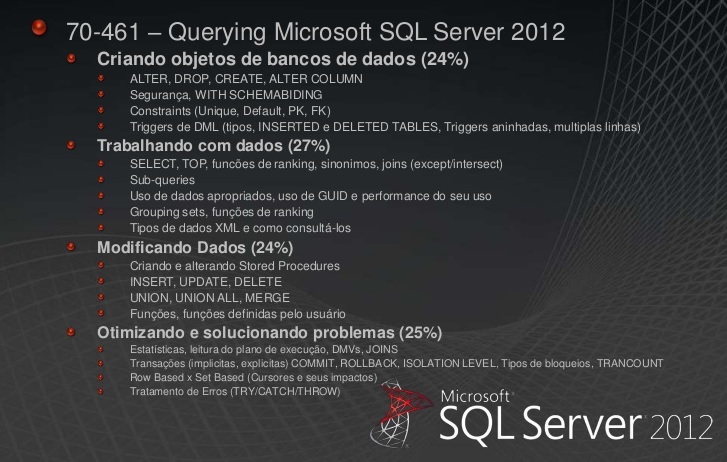 70-461 – Querying Microsoft SQL Server 2012
Criando objetos de bancos de dados (24%)
ALTER, DROP, CREATE, ALTER COLUMN
Segurança, WITH SCHEMABIDING
Constraints (Unique, Default, PK, FK)
Triggers de DML (tipos, INSERTED e DELETED TABLES, Triggers aninhadas, multiplas linhas)
Trabalhando com dados (27%)
SELECT, TOP, funcões de ranking, sinonimos, joins (except/intersect)
Sub-queries
Uso de dados apropriados, uso de GUID e performance do seu uso
Grouping sets, funções de ranking
Tipos de dados XML e como consultá-los
Modificando Dados (24%)
Criando e alterando Stored Procedures
INSERT, UPDATE, DELETE
UNION, UNION ALL, MERGE
Funções, funções definidas pelo usuário
Otimizando e solucionando problemas (25%)
Estatisticas, leitura do plano de execução, DMVs, JOINS
Transações (implicitas, explicitas) COMMIT, ROLLBACK, ISOLATION LEVEL, Tipos de bloqueios, TRANCOUNT
Row Based x Set Based (Cursores e seus impactos)
Tratamento de Erros (TRY/CATCH/THROW)
Microsoft®
SQL Server® 2012